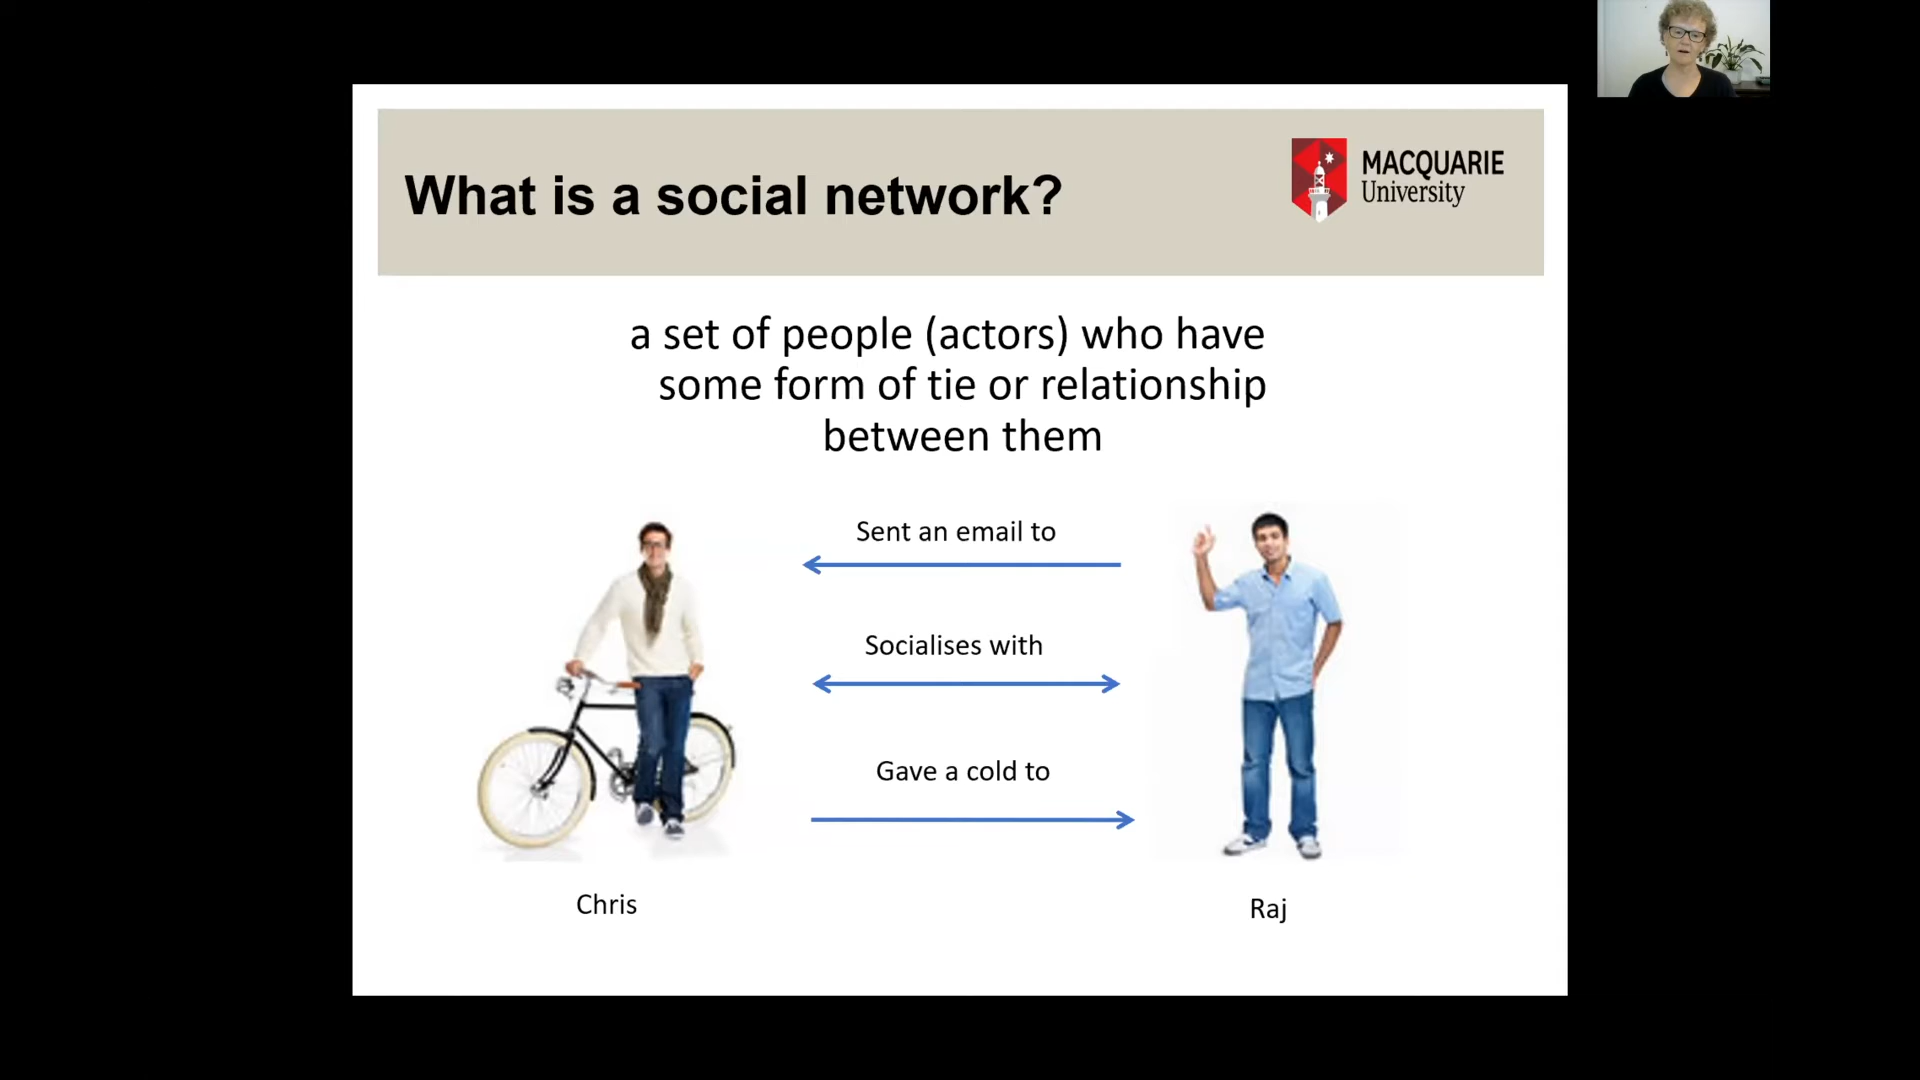 What is a social network?
MACQUARIE
University
a set of people (actors) who have
some form of tie or relationship
between them
Sent an email to
Socialises with
Gave a cold to
Chris
Raj